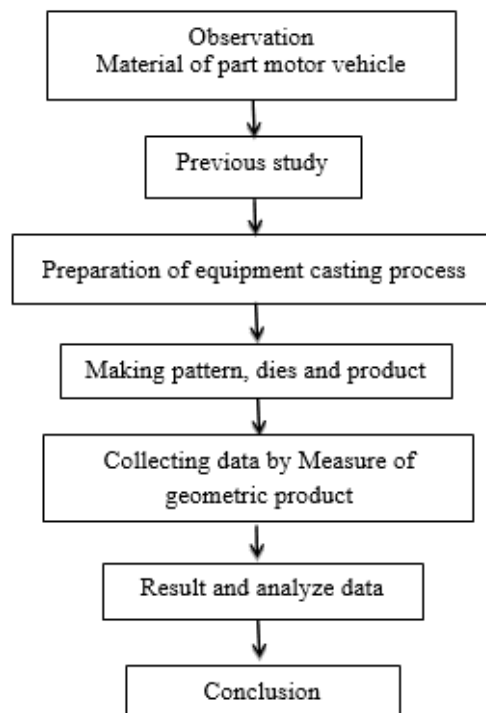 Observation
Material of part motor vehicle
Previous study
Preparation of equipment casting process
Making pattern, dies and product
Collecting data by Measure of
geometric product
Result and analyze data
Conclusion